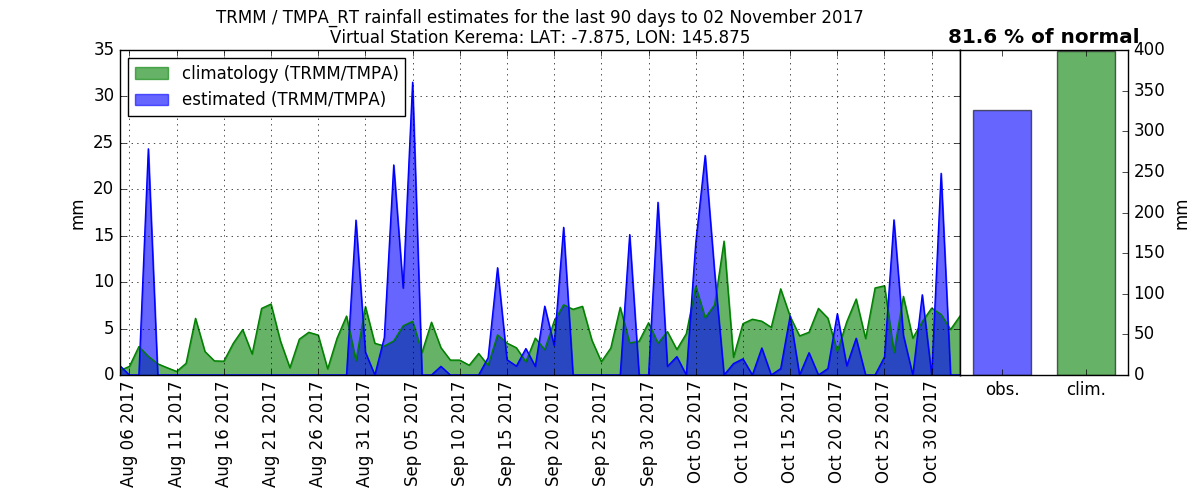 TRMM / TMPA_RT rainfall estimates for the last 90 days to 02 November 2017
Virtual Station Kerema: LAT: -7.875, LON: 145.875
81.6 % of normal
climatology (TRMM/TMPA)
estimated (TRMM/TMPA)
mm
35
30
25
20
15
10
5
0
Aug 06 2017
Aug 11 2017
Aug 16 2017
Aug 21 2017
Aug 26 2017
Aug 31 2017
Sep 05 2017
Sep 10 2017
Sep 15 2017
Sep 20 2017
Sep 25 2017
Sep 30 2017
Oct 05 2017
Oct 10 2017
Oct 15 2017
Oct 20 2017
Oct 25 2017
Oct 30 2017
obs.
clim.
400
350
300
250
200
150
100
50
0
mm